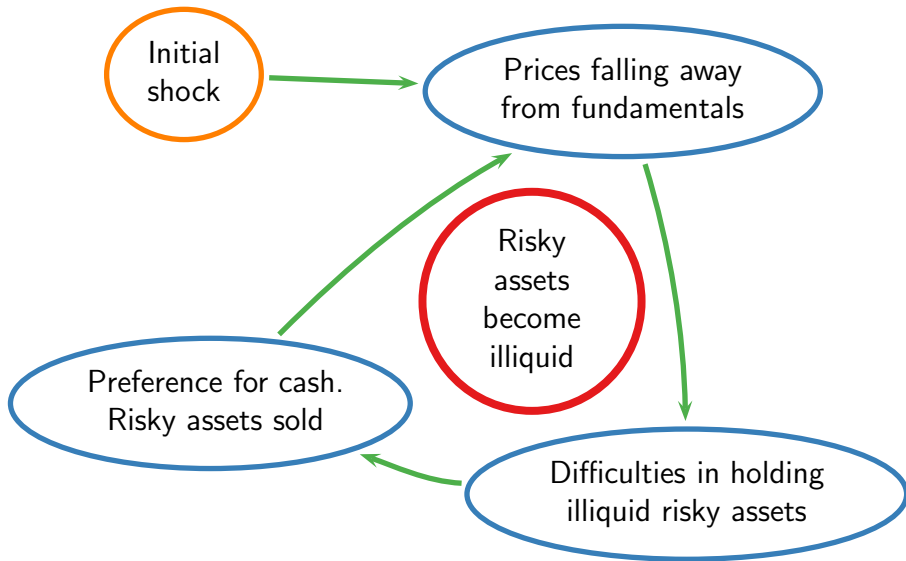 Initial
shock
Prices falling away
from fundamentals
Risky
assets
become
illiquid
Preference for cash.
Risky assets sold
Difficulties in holding
illiquid risky assets